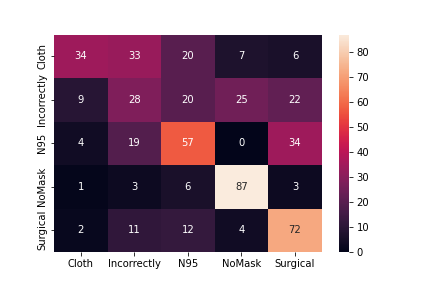 Cloth 34 33 20 7 6
Incorrectly 9 28 20 25 22
N95 4 19 57 0 34
NoMask 1 3 6 87 3
Surgical 2 11 12 4 72
Cloth Incorrectly N95 NoMask Surgical
80
70
60
50
40
30
20
10
0